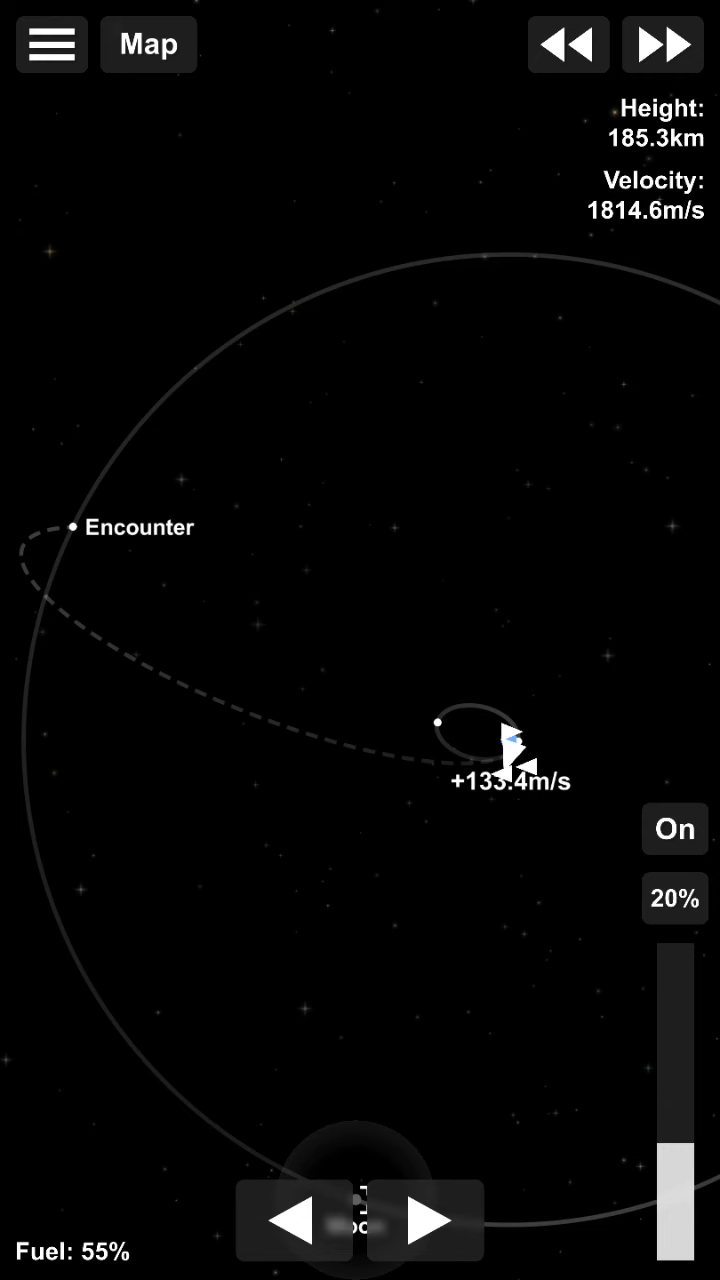 Map
Height:
185.3km
Velocity:
1814.6m/s
Encounter
+133.4m/s
On
20%
Fuel: 55%